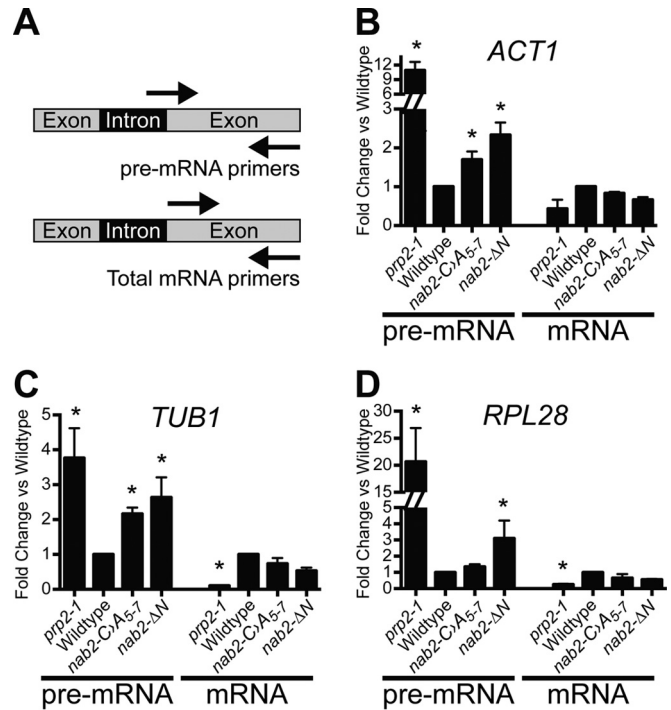 A
Exon Intron Exon
pre-mRNA primers
Exon Intron Exon
Total mRNA primers
B
ACT1
Fold Change vs Wildtype
12
9
6
3
2
1
0
prp2-1
Wildtype
nab2-C›A5-7
nab2-ΔN
prp2-1
Wildtype
nab2-C›A5-7
nab2-ΔN
* * *
pre-mRNA mRNA
C
TUB1
Fold Change vs Wildtype
5
4
3
2
1
0
prp2-1
Wildtype
nab2-C›A5-7
nab2-ΔN
prp2-1
Wildtype
nab2-C›A5-7
nab2-ΔN
* * * *
pre-mRNA mRNA
D
RPL28
Fold Change vs Wildtype
30
25
20
15
5
4
3
2
1
0
prp2-1
Wildtype
nab2-C›A5-7
nab2-ΔN
prp2-1
Wildtype
nab2-C›A5-7
nab2-ΔN
* * *
pre-mRNA mRNA